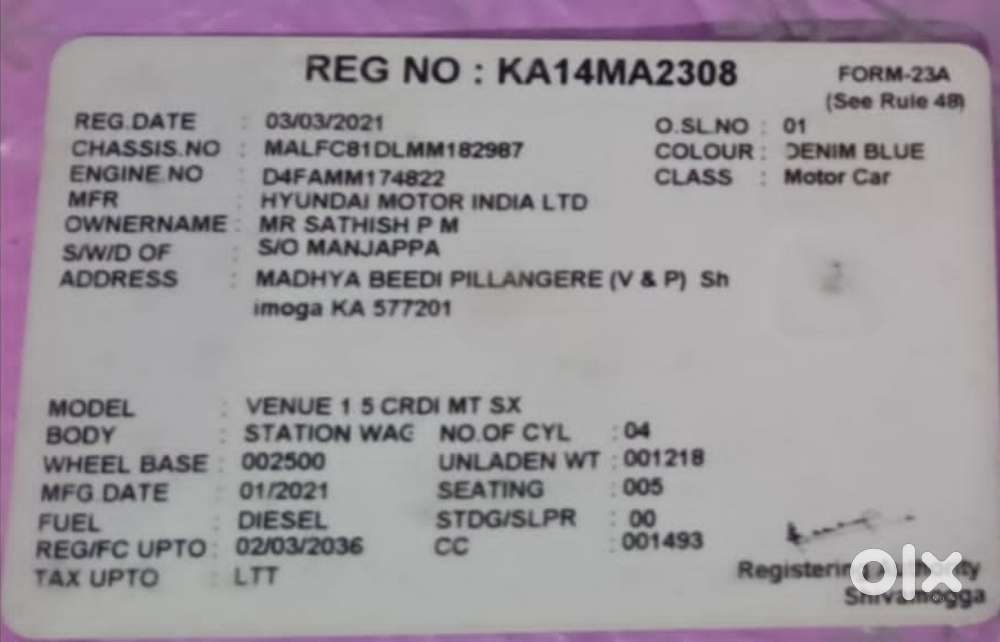 REG NO : KA14MA2308
FORM-23A
(See Rule 48)
REG.DATE : 03/03/2021
O.SL.NO : 01
CHASSIS.NO : MALFC81DLMM182987
COLOUR : DENIM BLUE
ENGINE.NO : D4FAMM174822
CLASS : Motor Car
MFR : HYUNDAI MOTOR INDIA LTD
OWNERNAME : MR SATHISH P M
S/W/D OF : S/O MANJAPPA
ADDRESS : MADHYA BEEDI PILLANGERE (V & P) Sh
imoga KA 577201
MODEL : VENUE 1 5 CRDI MT SX
BODY : STATION WAG NO.OF CYL : 04
WHEEL BASE : 002500 UNLADEN WT : 001218
MFG DATE : 01/2021 SEATING : 005
FUEL : DIESEL STDG/SLPR : 00
REG/FC UPTO : 02/03/2036 CC : 001493
TAX UPTO : LTT
Registering Authority
Shivamogga
olx